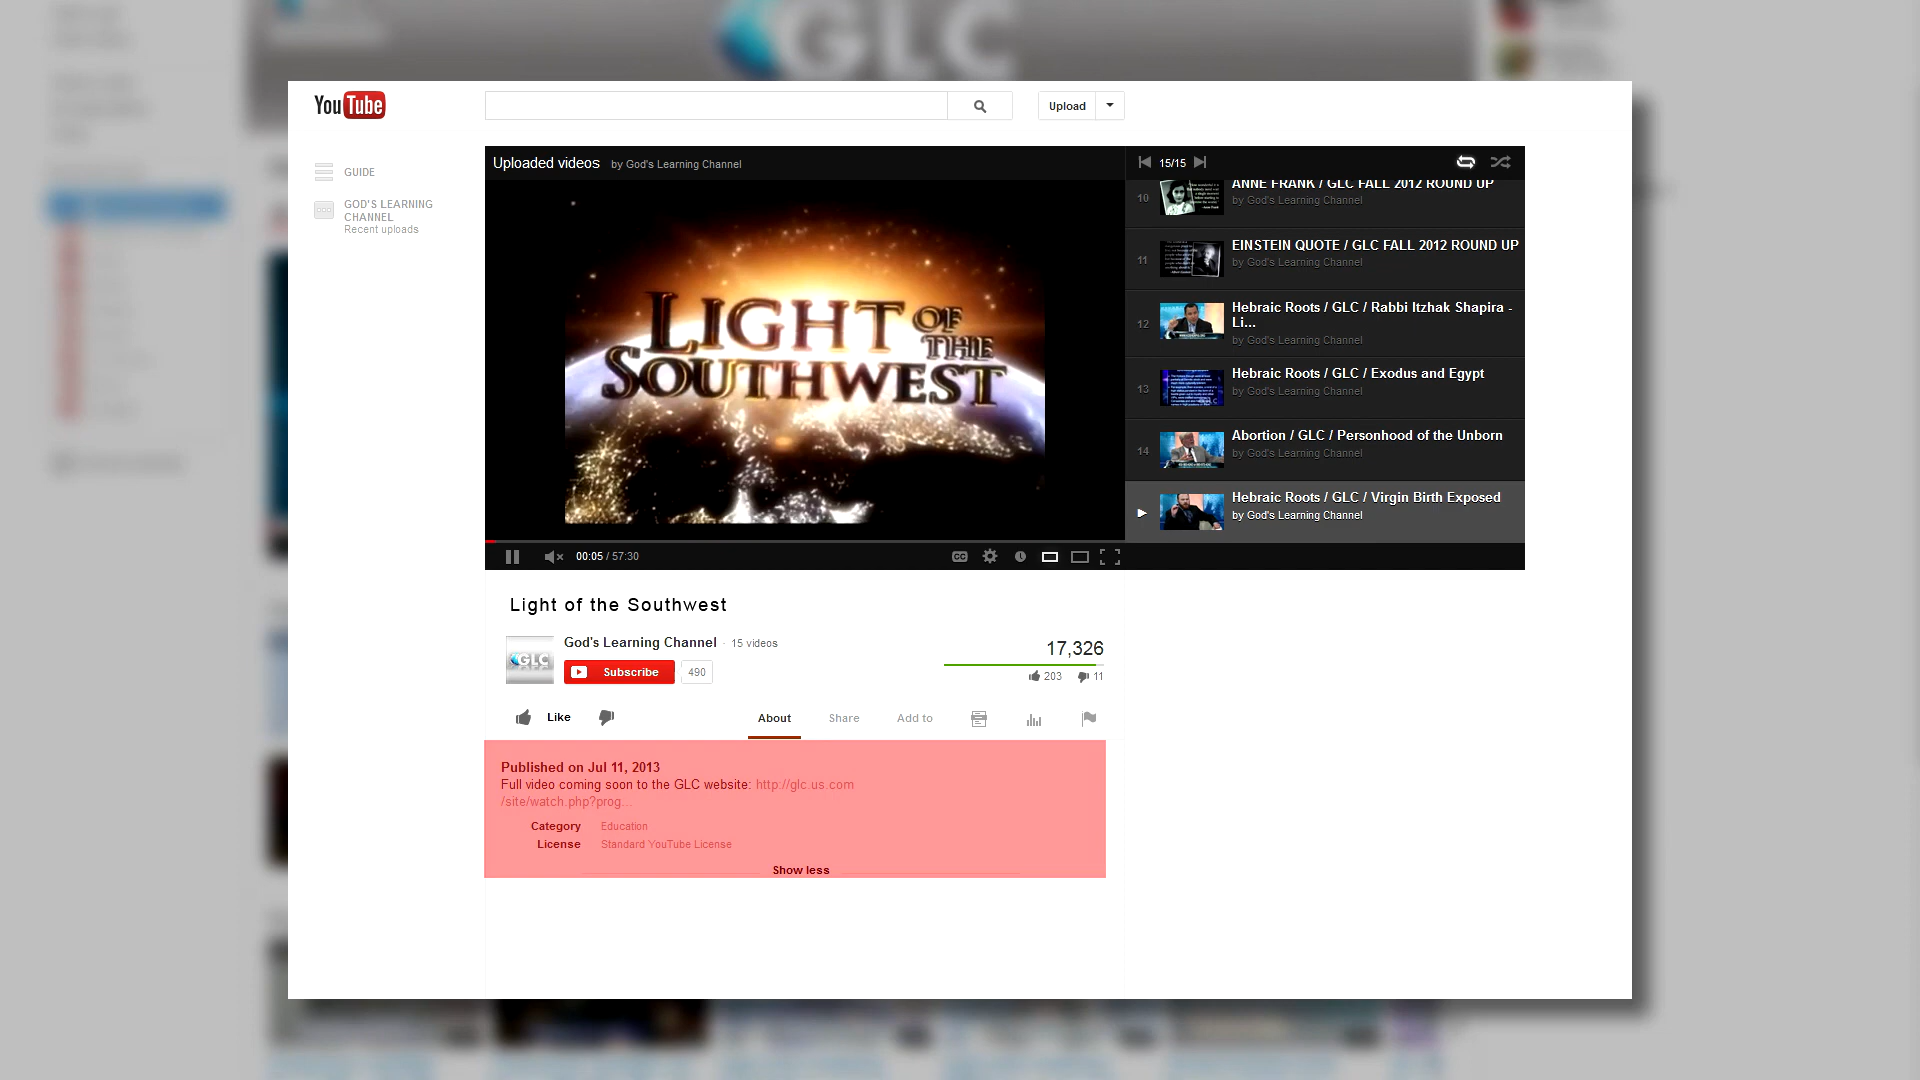 GLC
YouTube
Upload
GUIDE
GOD'S LEARNING
CHANNEL
Recent uploads
Uploaded videos by God's Learning Channel
15/15
LIGHT OF
THE
SOUTHWEST
10
ANNE FRANK / GLC FALL 2012 ROUND UP
by God's Learning Channel
11
EINSTEIN QUOTE / GLC FALL 2012 ROUND UP
by God's Learning Channel
12
Hebraic Roots / GLC / Rabbi Itzhak Shapira -
Li...
by God's Learning Channel
13
Hebraic Roots / GLC / Exodus and Egypt
by God's Learning Channel
14
Abortion / GLC / Personhood of the Unborn
by God's Learning Channel
Hebraic Roots / GLC / Virgin Birth Exposed
by God's Learning Channel
00:05 / 57:30
CC
Light of the Southwest
GLC
God's Learning Channel · 15 videos
Subscribe 490
17,326
203 11
Like
About Share Add to
Published on Jul 11, 2013
Full video coming soon to the GLC website: http://glc.us.com
/site/watch.php?prog...
Category Education
License Standard YouTube License
Show less